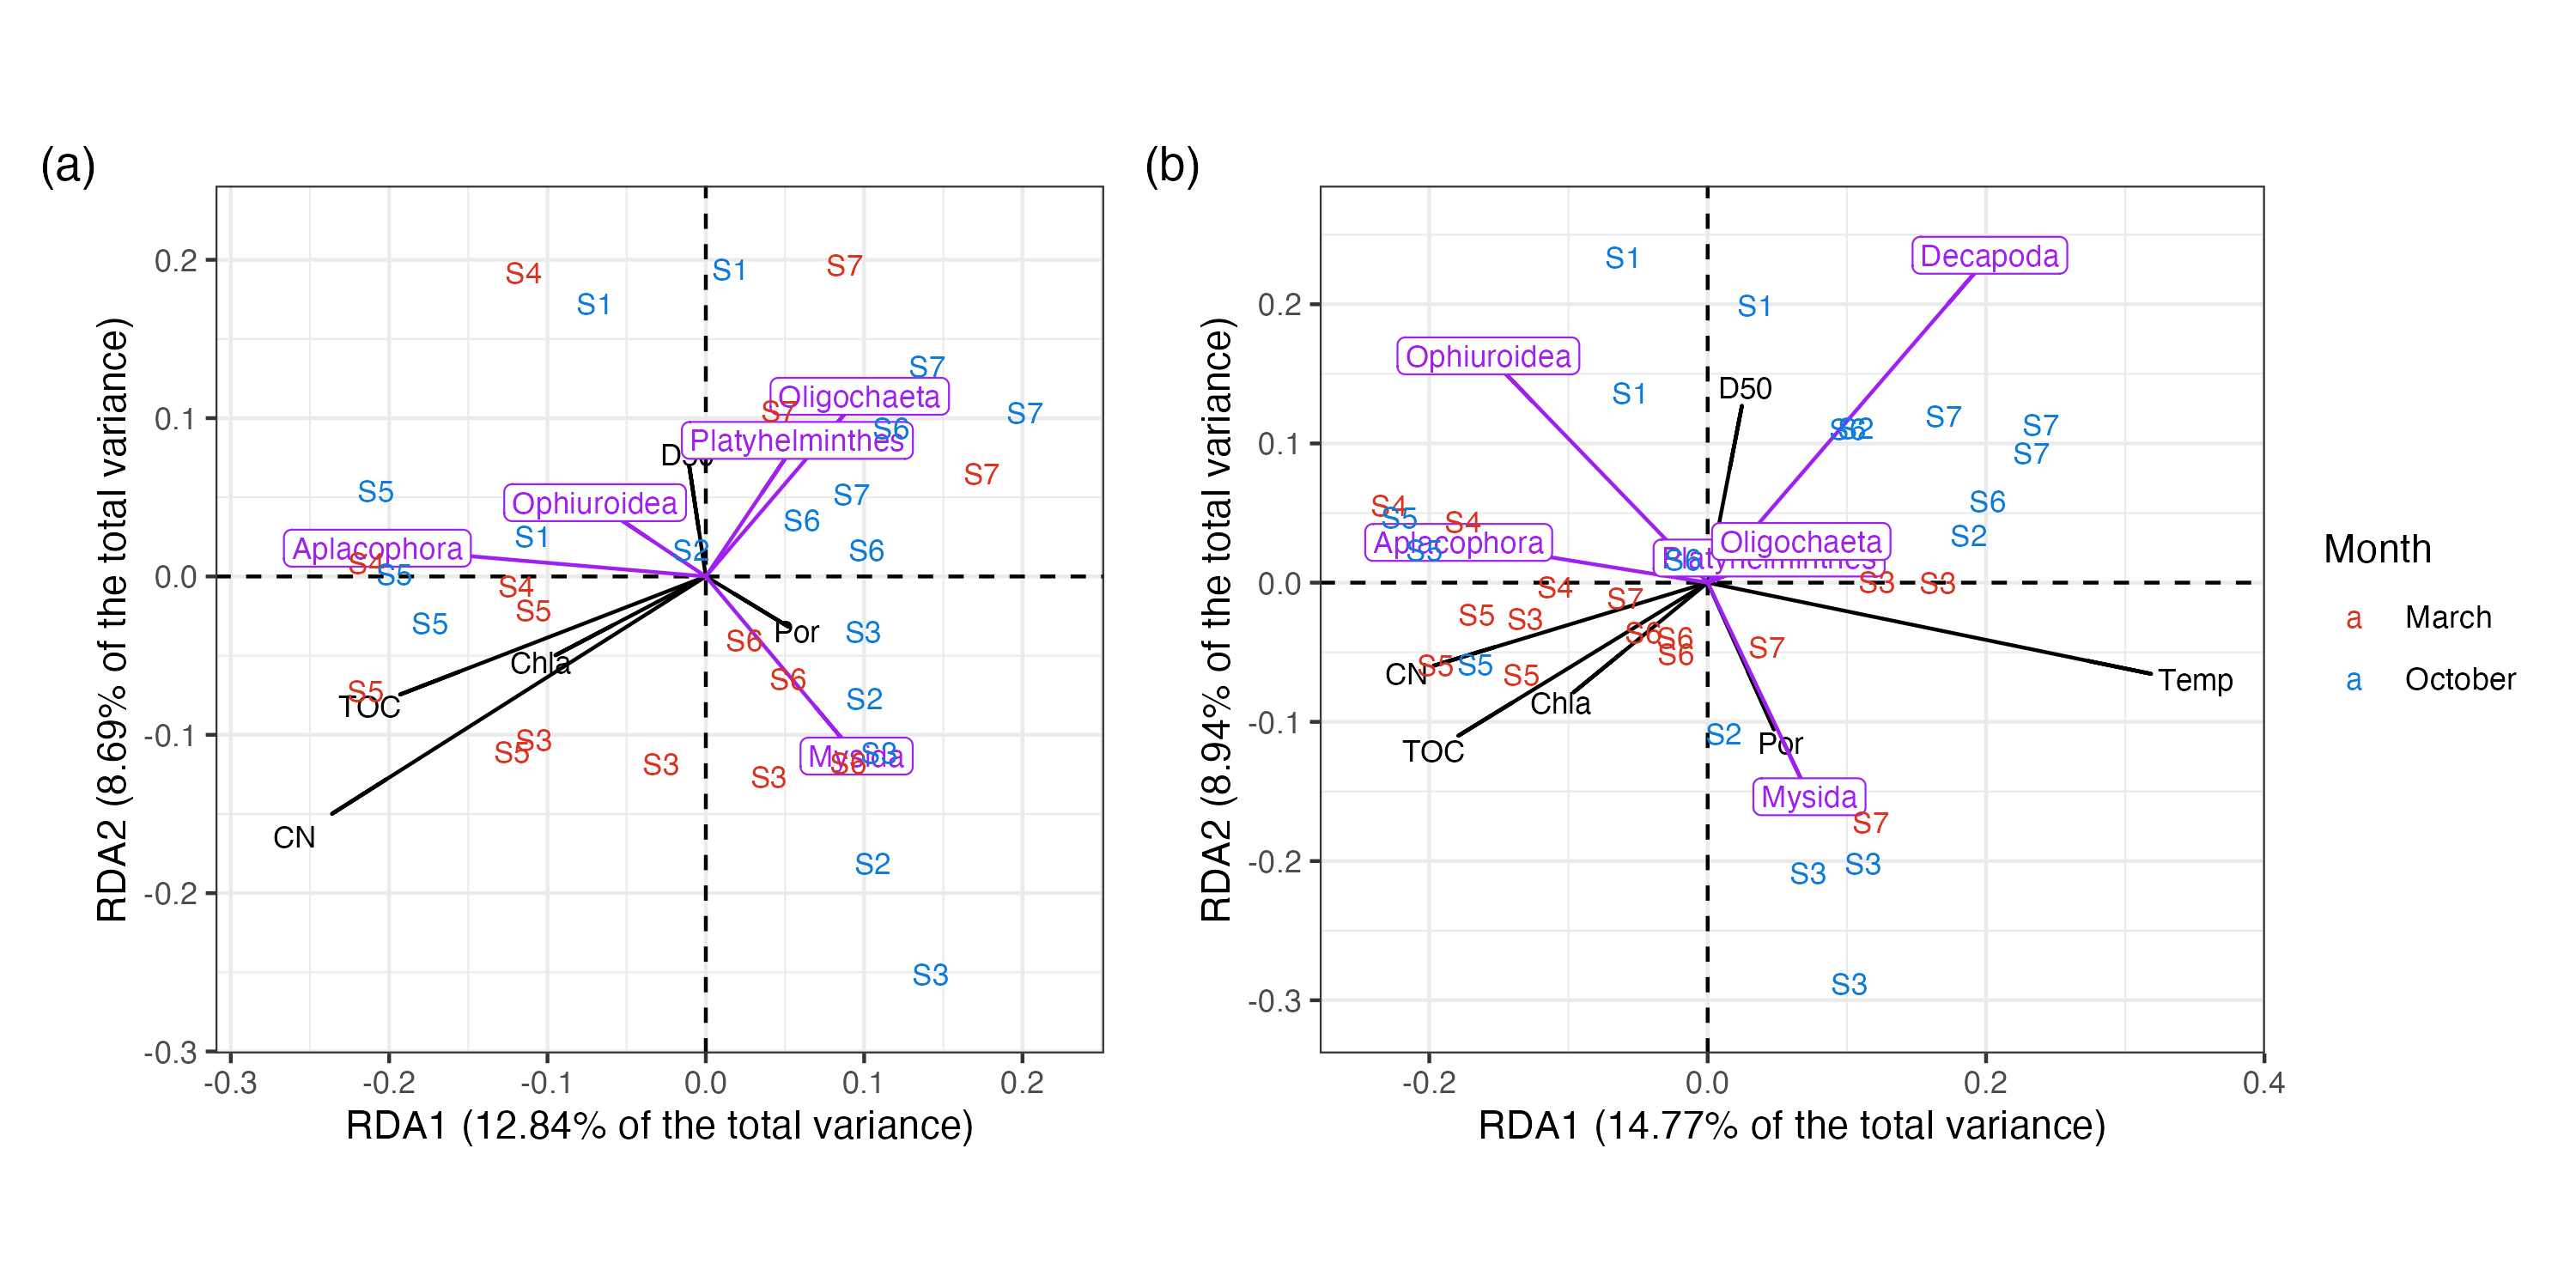 (a)
(b)
0.2
0.1
0.0
-0.1
-0.2
-0.3
-0.3
-0.2
-0.1
0.0
0.1
0.2
RDA1 (12.84% of the total variance)
RDA2 (8.69% of the total variance)
S4
S1
S1
S7
S7
Oligochaeta
S7
S7
S6
Platyhelminthes
D50
S7
S5
S7
Ophiuroidea
S6
S1
S2
S6
Aplacophora
S4
S5
S4
S5
S5
Por
S3
S6
Chla
S6
S2
S5
TOC
S3
S5
S3
S3
Mysida
S6
S3
CN
S2
S3
0.2
0.1
0.0
-0.1
-0.2
-0.3
-0.2
0.0
0.2
0.4
RDA1 (14.77% of the total variance)
RDA2 (8.94% of the total variance)
Decapoda
S1
S1
Ophiuroidea
D50
S1
S6
S2
S7
S7
S7
S4
S5
S4
S6
S2
Aplacophora
S5
Platyhelminthes
S6
Oligochaeta
S3
S3
S4
S7
S5
S3
S6
S6
S6
S7
CN
S5
S5
S5
Temp
Chla
TOC
S2
Por
Mysida
S7
S3
S3
S3
Month
a March
a October